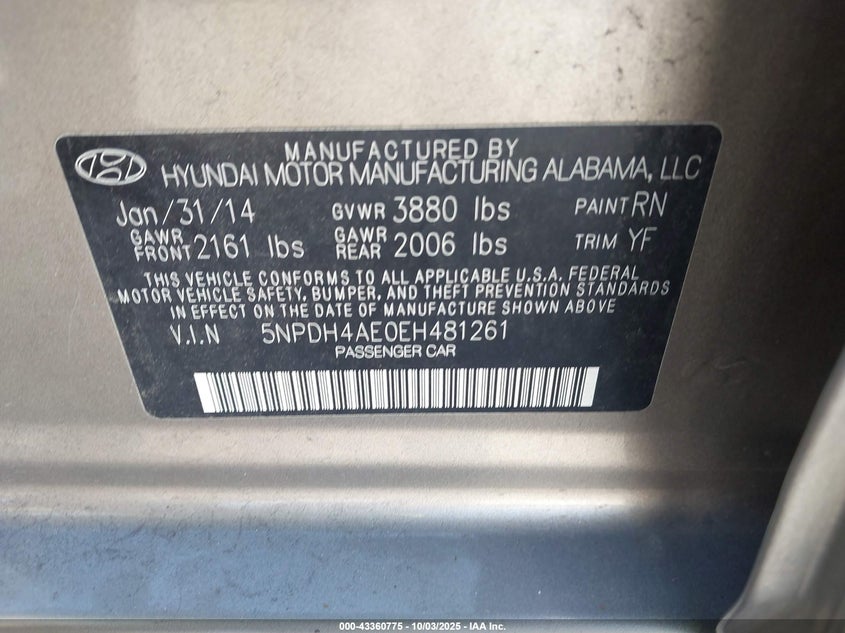 MANUFACTURED BY
HYUNDAI MOTOR MANUFACTURING ALABAMA, LLC
Jan/31/14 GVWR 3880 lbs PAINT RN
GAWR FRONT 2161 lbs GAWR REAR 2006 lbs TRIM YF
THIS VEHICLE CONFORMS TO ALL APPLICABLE U.S.A. FEDERAL
MOTOR VEHICLE SAFETY, BUMPER, AND THEFT PREVENTION STANDARDS
IN EFFECT ON THE DATE OF MANUFACTURE SHOWN ABOVE
V.I.N 5NPDH4AE0EH481261
PASSENGER CAR
000-43360775 - 10/03/2025 - IAA Inc.